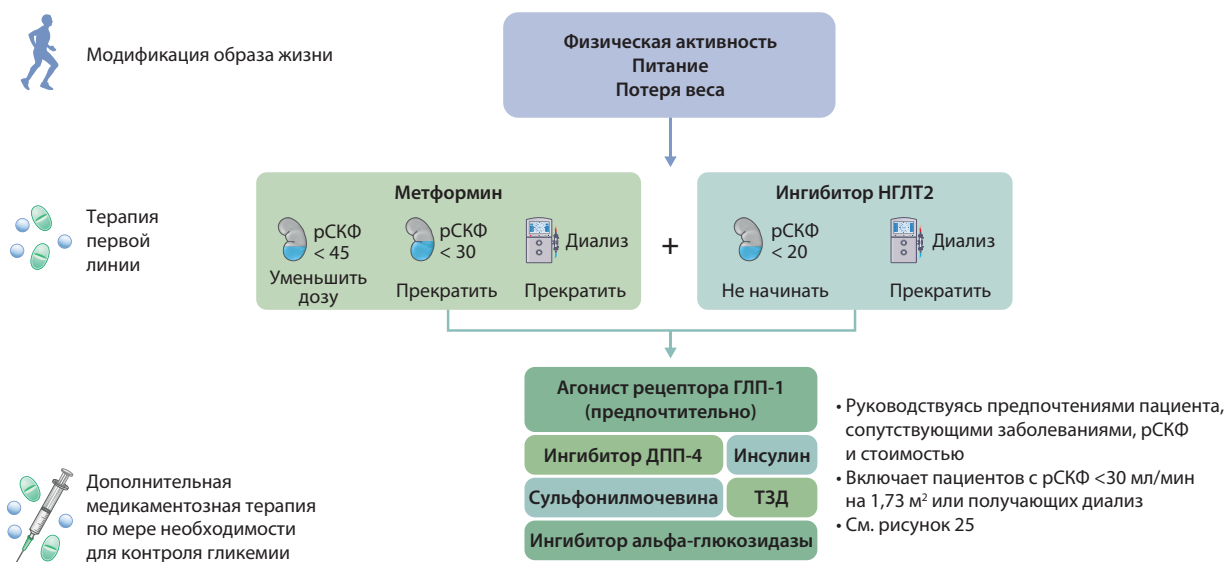 Модификация образа жизни
Физическая активность
Питание
Потеря веса
Терапия
первой
линии
Метформин
рСКФ
< 45
Уменьшить
дозу
рСКФ
< 30
Прекратить
Диализ
Прекратить
+
Ингибитор НГЛТ2
рСКФ
< 20
Не начинать
Диализ
Прекратить
Дополнительная
медикаментозная терапия
по мере необходимости
для контроля гликемии
Агонист рецептора ГЛП-1
(предпочтительно)
Ингибитор ДПП-4
Инсулин
Сульфонилмочевина
ТЗД
Ингибитор альфа-глюкозидазы
• Руководствуясь предпочтениями пациента,
сопутствующими заболеваниями, рСКФ
и стоимостью
• Включает пациентов с рСКФ <30 мл/мин
на 1,73 м² или получающих диализ
• См. рисунок 25